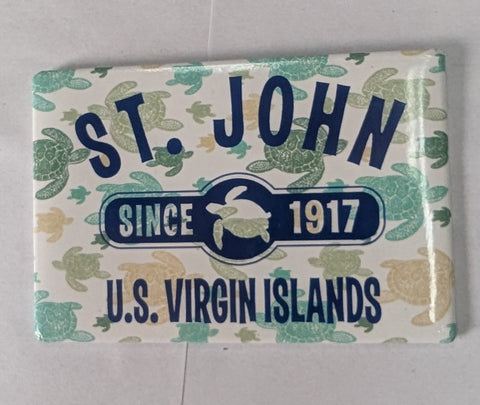 ST. JOHN
SINCE 1917
U.S. VIRGIN ISLANDS